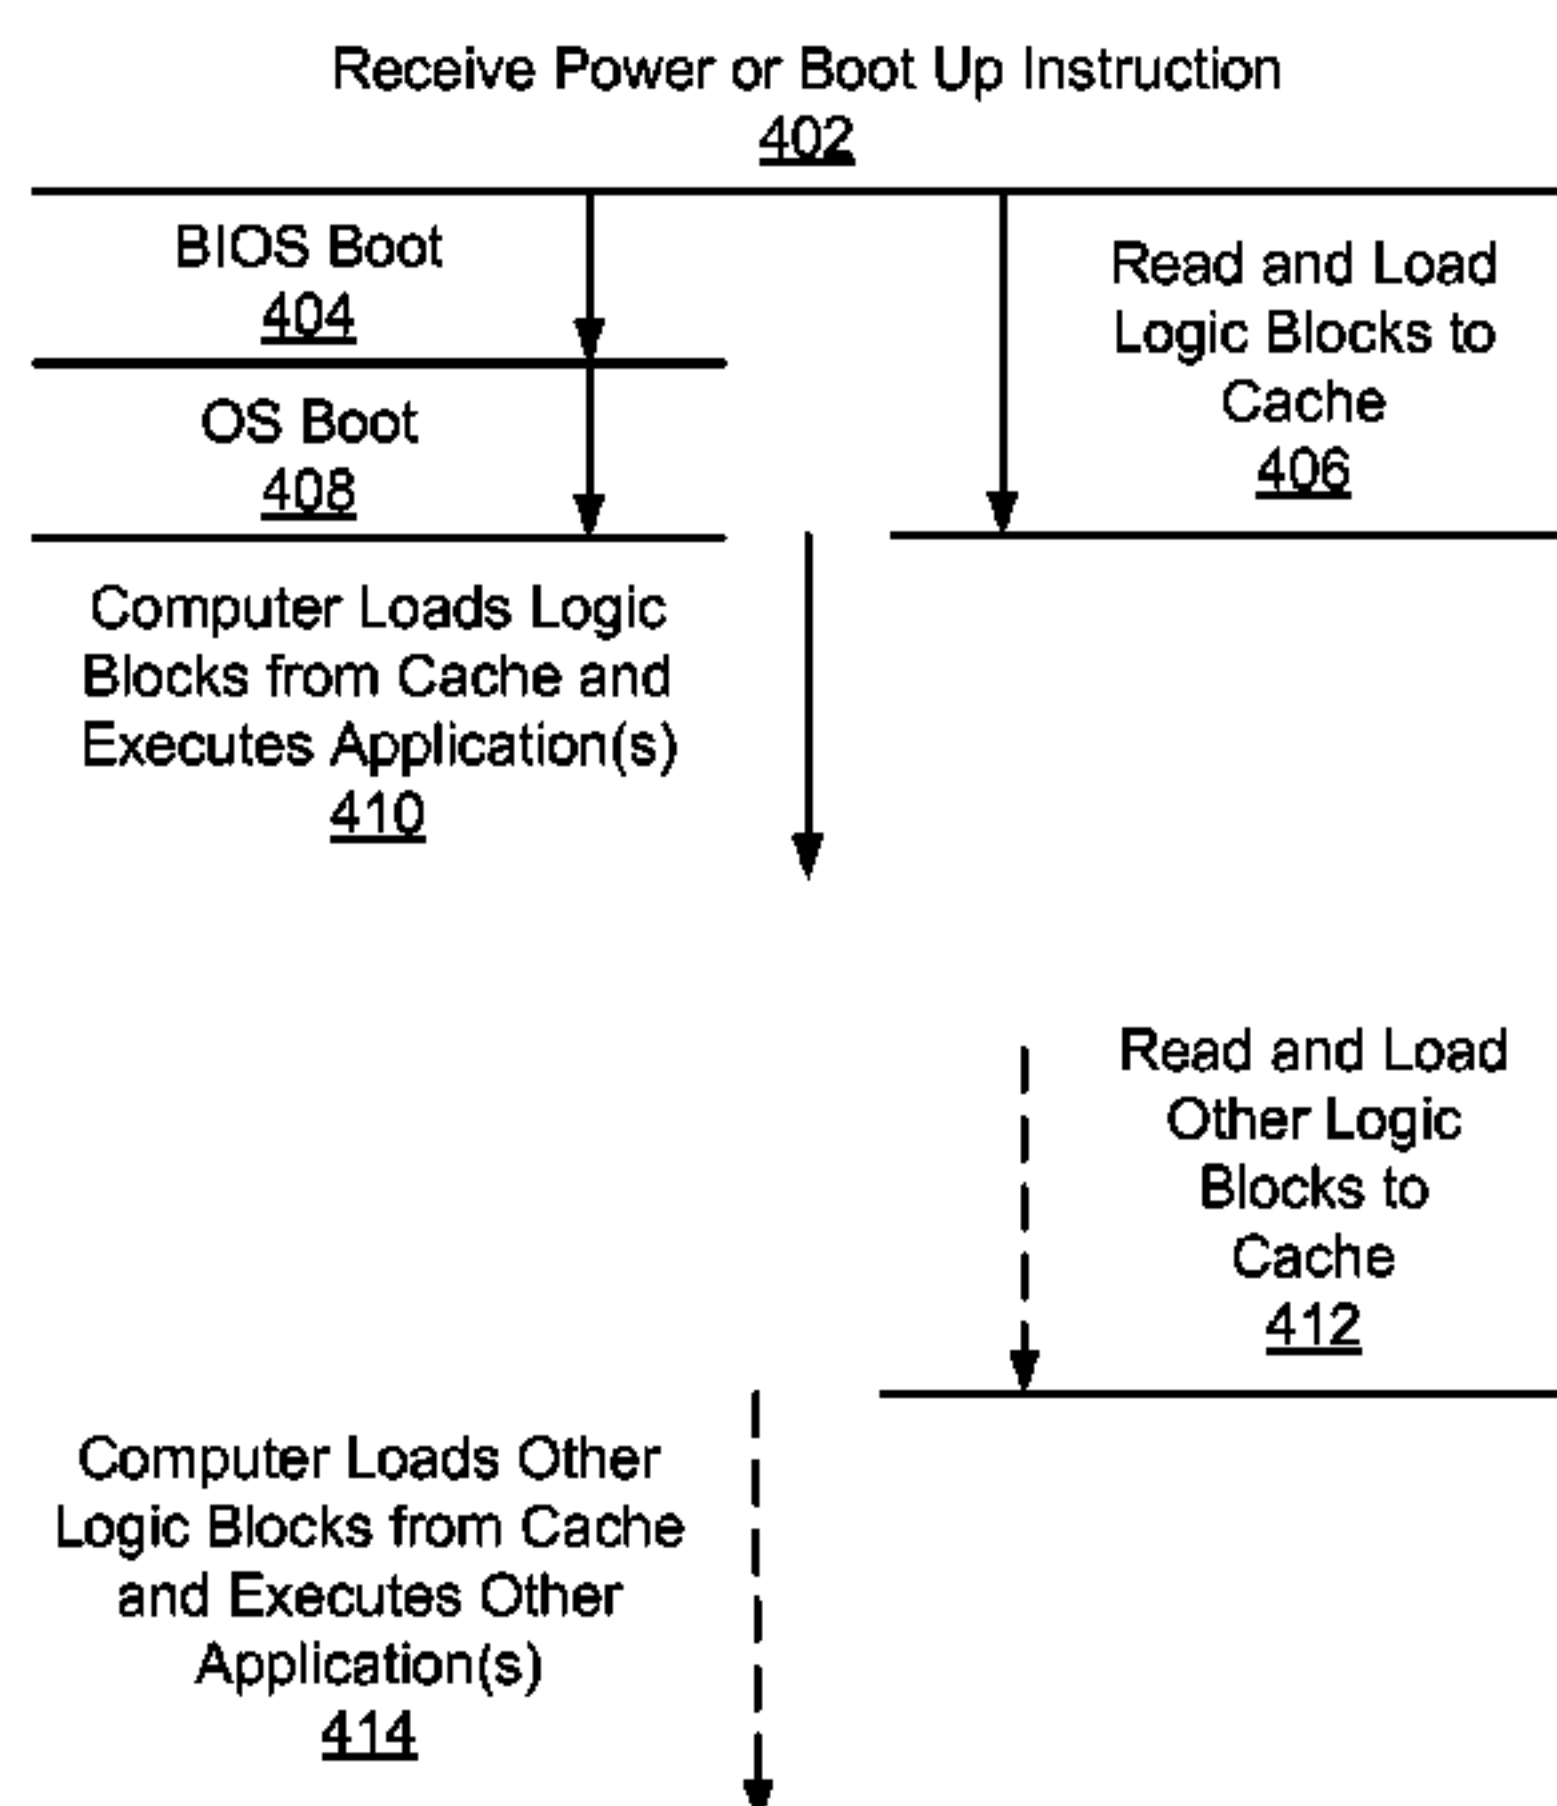 Receive Power or Boot Up Instruction
402
BIOS Boot
404
Read and Load
Logic Blocks to
Cache
406
OS Boot
408
Computer Loads Logic
Blocks from Cache and
Executes Application(s)
410
Read and Load
Other Logic
Blocks to
Cache
412
Computer Loads Other
Logic Blocks from Cache
and Executes Other
Application(s)
414